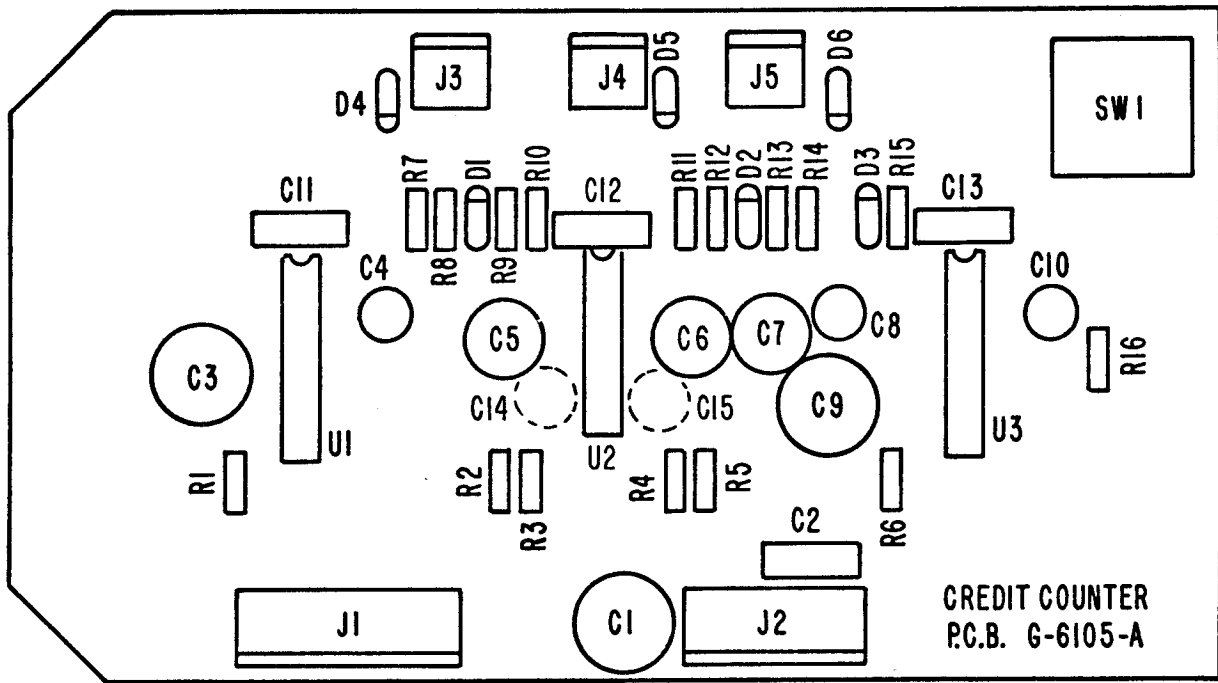 D4
J3
J4
D5
J5
D6
SW1
R7
D1
R10
R11
R12
D2
R13
R14
D3
R15
C11
C12
C13
R8
R9
C4
C10
C3
C5
C6
C7
C8
R16
C14
C15
C9
U1
U2
U3
R1
R2
R3
R4
R5
R6
C2
J1
C1
J2
CREDIT COUNTER
P.C.B. G-6105-A